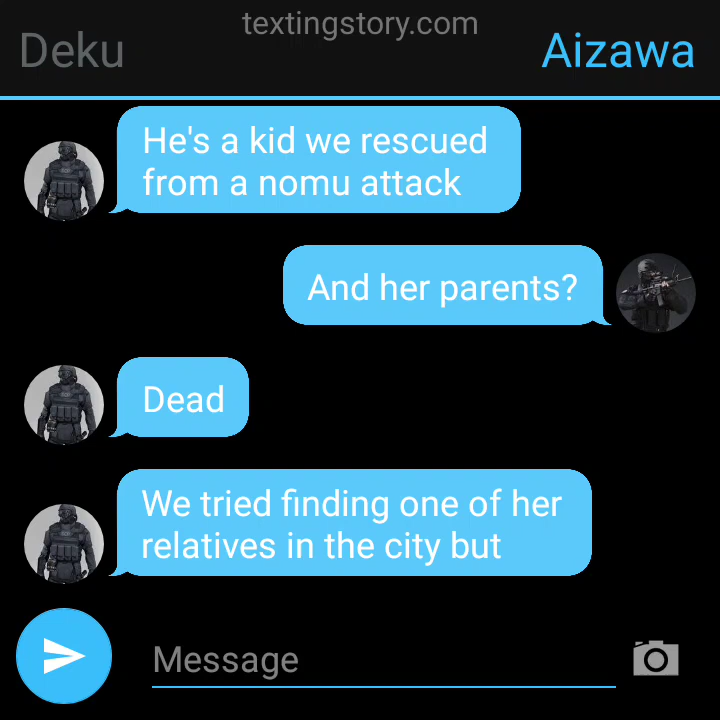 textingstory.com
Deku
Aizawa
He's a kid we rescued
from a nomu attack
And her parents?
Dead
We tried finding one of her
relatives in the city but
Message